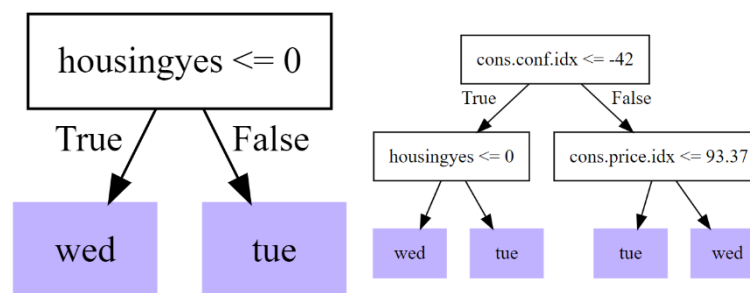 housingyes <= 0
True
False
wed
tue
cons.conf.idx <= -42
True
False
housingyes <= 0
cons.price.idx <= 93.37
wed
tue
tue
wed